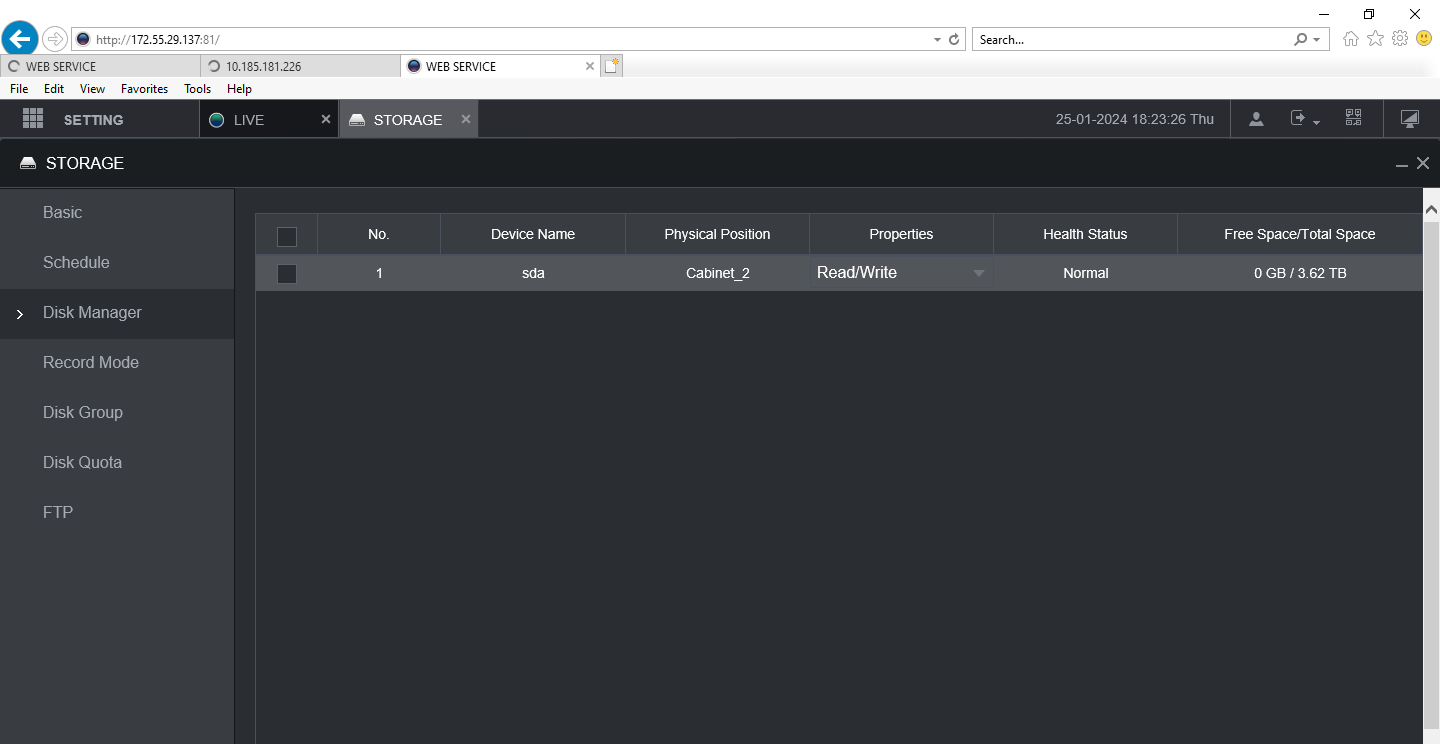 http://172.55.29.137:81/
Search...
WEB SERVICE
10.185.181.226
WEB SERVICE
File Edit View Favorites Tools Help
SETTING
LIVE
STORAGE
25-01-2024 18:23:26 Thu
STORAGE
Basic
Schedule
Disk Manager
Record Mode
Disk Group
Disk Quota
FTP
No. Device Name Physical Position Properties Health Status Free Space/Total Space
1 sda Cabinet_2 Read/Write Normal 0 GB / 3.62 TB